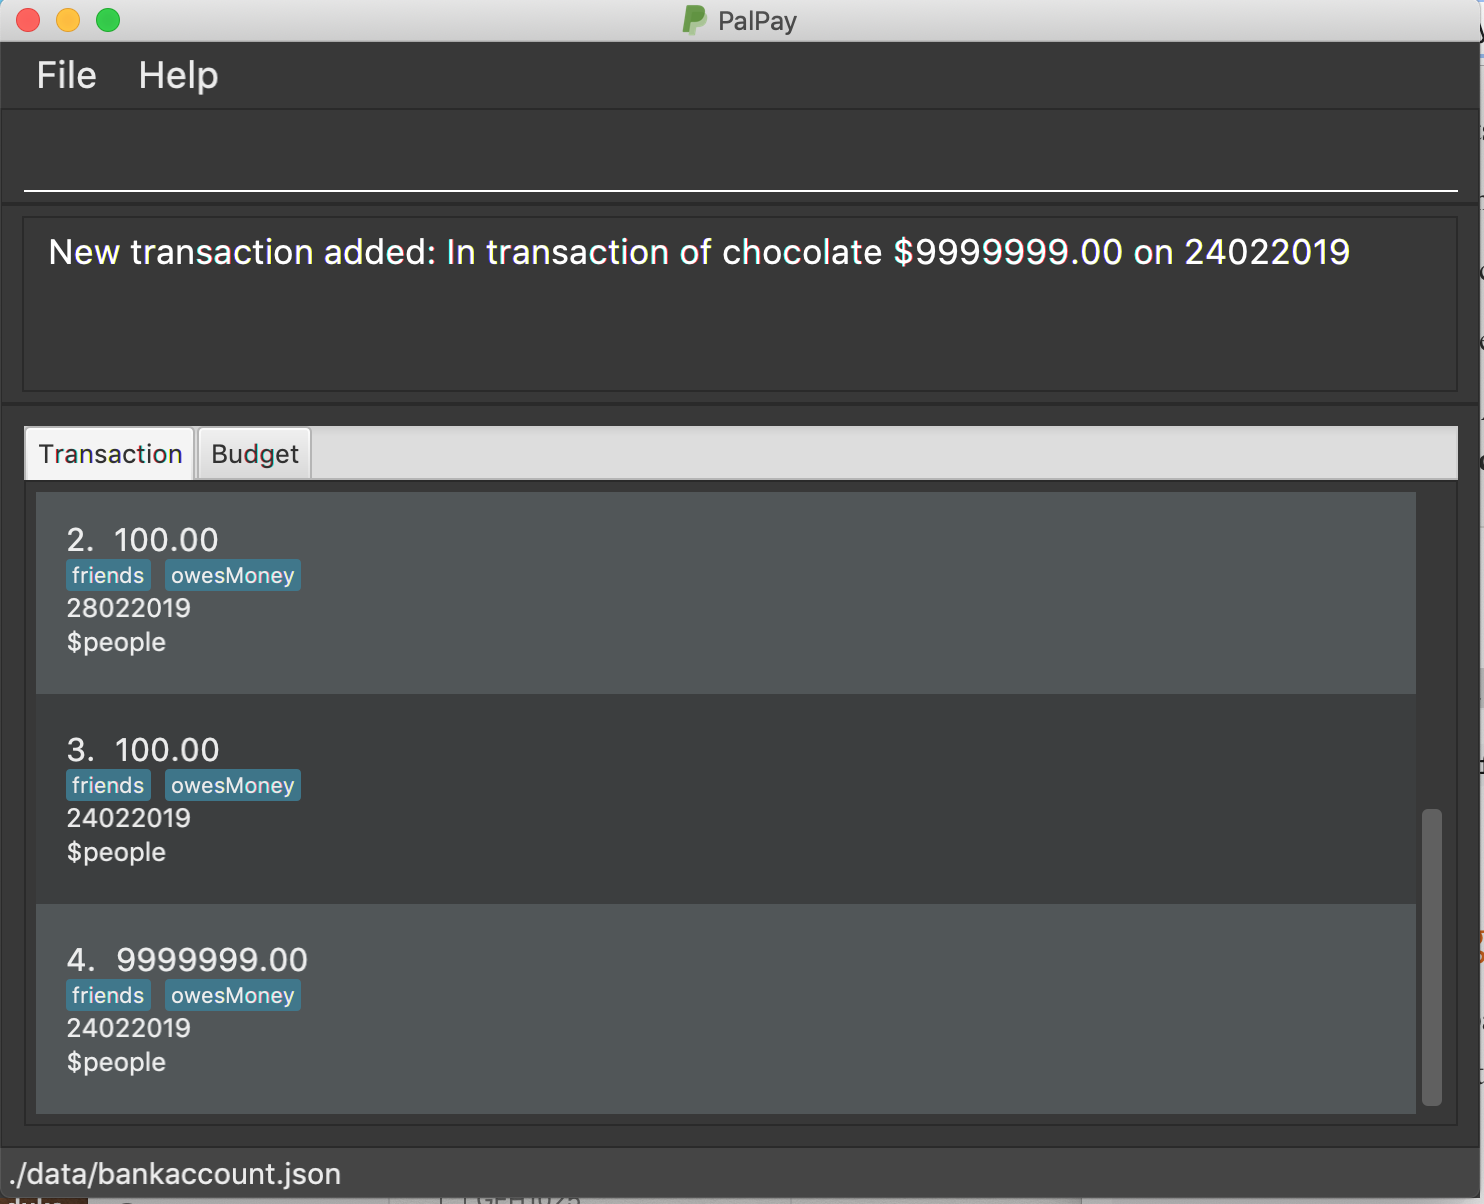 PalPay
File Help
New transaction added: In transaction of chocolate $9999999.00 on 24022019
Transaction Budget
2. 100.00
friends owesMoney
28022019
$people
3. 100.00
friends owesMoney
24022019
$people
4. 9999999.00
friends owesMoney
24022019
$people
./data/bankaccount.json